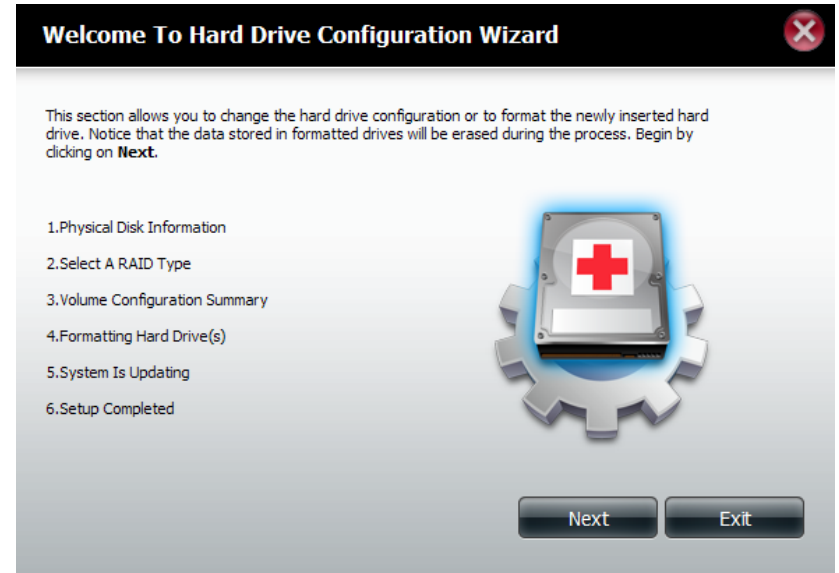 Welcome To Hard Drive Configuration Wizard
This section allows you to change the hard drive configuration or to format the newly inserted hard
drive. Notice that the data stored in formatted drives will be erased during the process. Begin by
clicking on Next.
1.Physical Disk Information
2.Select A RAID Type
3.Volume Configuration Summary
4.Formatting Hard Drive(s)
5.System Is Updating
6.Setup Completed
Next
Exit